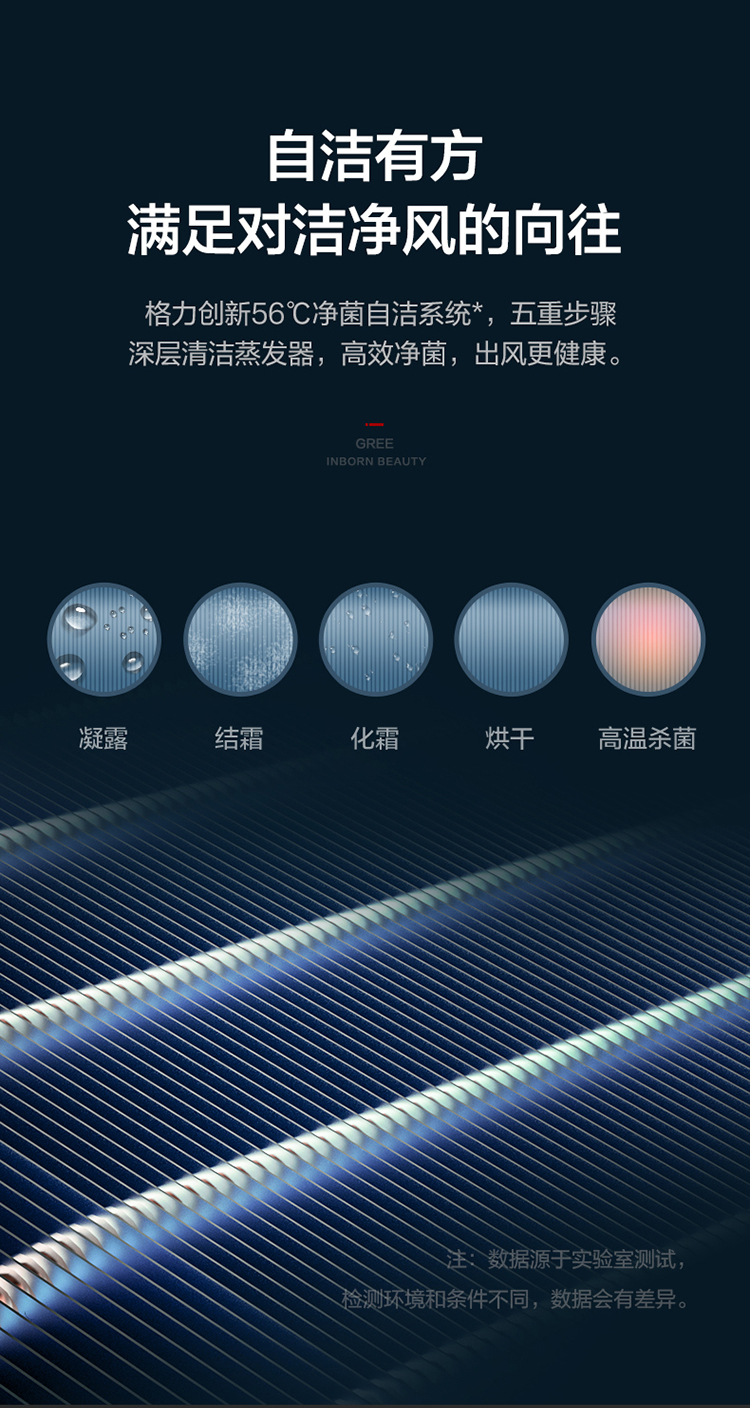 自洁有方
满足对洁净风的向往
格力创新56℃净菌自洁系统*，五重步骤
深层清洁蒸发器，高效净菌，出风更健康。
GREE
INBORN BEAUTY
凝露
结霜
化霜
烘干
高温杀菌
注：数据源于实验室测试，
检测环境和条件不同，数据会有差异。